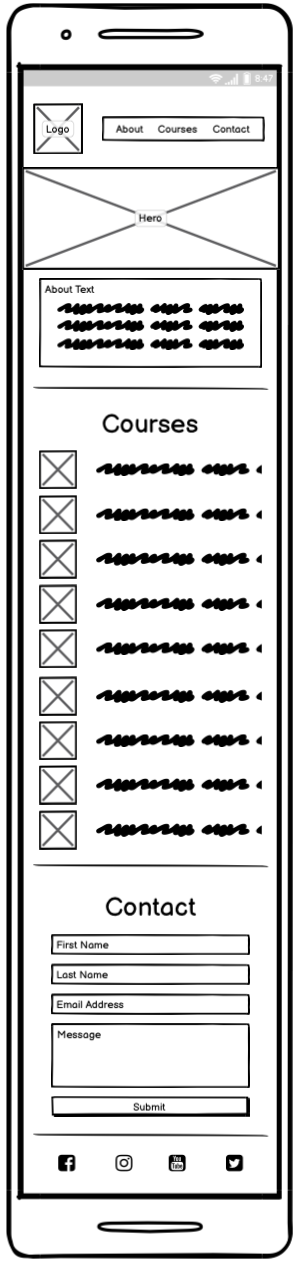 8:47
Logo
About Courses Contact
Hero
About Text
Courses
Contact
First Name
Last Name
Email Address
Message
Submit
You
Tube